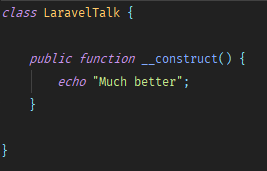 class LaravelTalk {
public function __construct() {
echo "Much better";
}
}